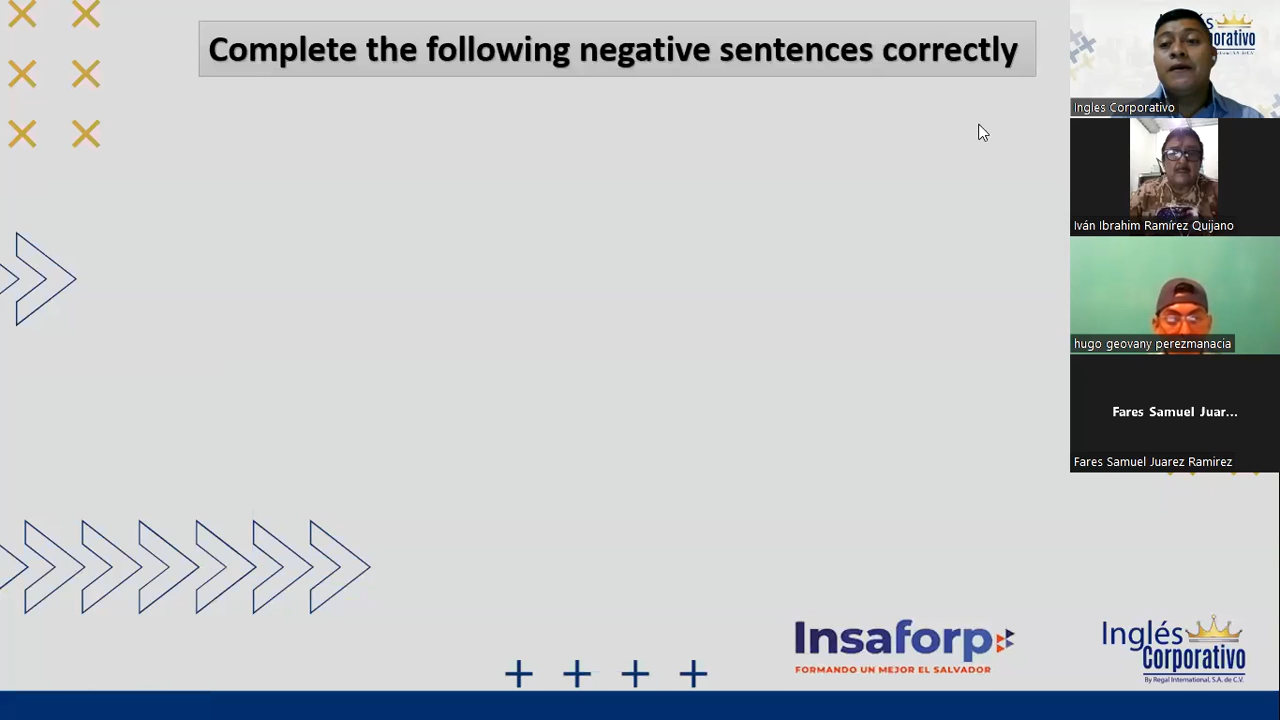 Complete the following negative sentences correctly
Ingles Corporativo
Iván Ibrahim Ramírez Quijano
hugo geovany perezmanacia
Fares Samuel Juar...
Fares Samuel Juarez Ramirez
Insaforp
FORMANDO UN MEJOR EL SALVADOR
Inglés
Corporativo
By Regal International, S.A. de C.V.